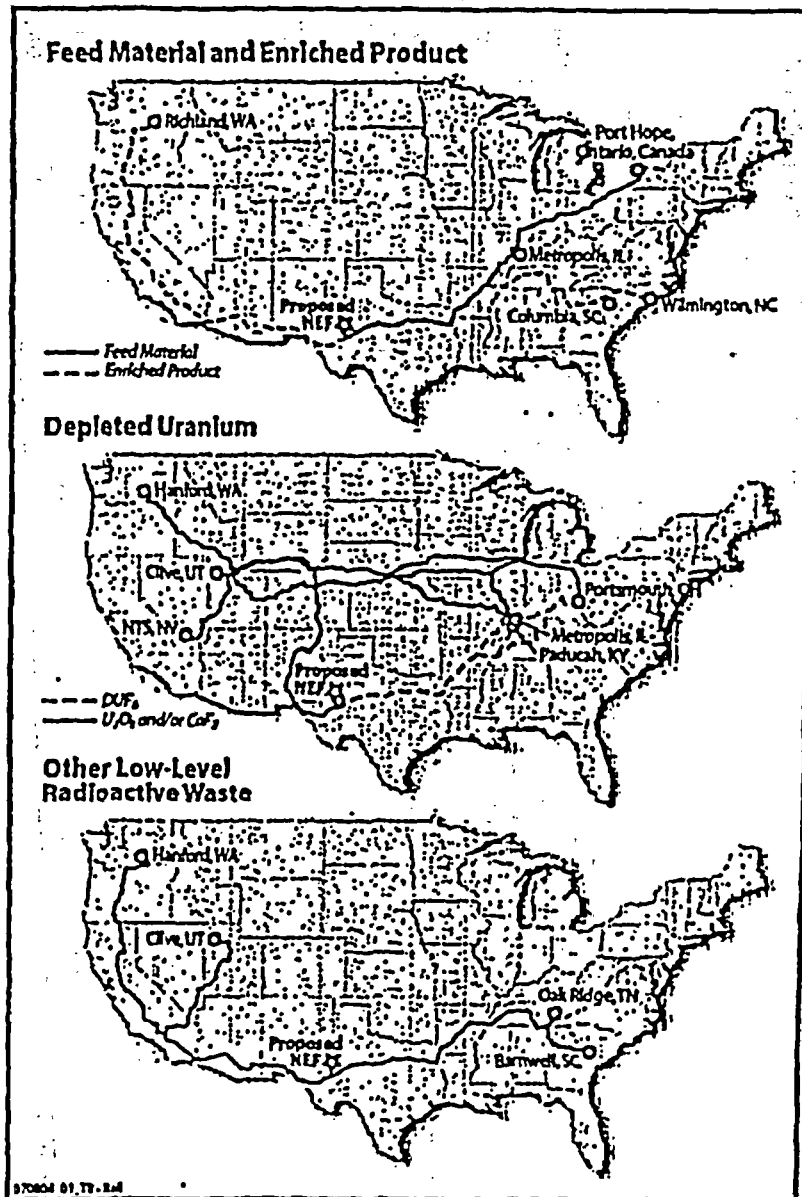 Feed Material and Enriched Product
Richland, WA
Port Hope,
Ontario, Canada
Metropolis, IL
Proposed
NEF
Columbia, SC
Wilmington, NC
Feed Material
Enriched Product
Depleted Uranium
Hanford, WA
Clive, UT
Portsmouth, OH
NTS, NV
Metropolis, IL
Paducah, KY
Proposed
NEF
DUF₆
U₃O₈ and/or CaF₂
Other Low-Level
Radioactive Waste
Hanford, WA
Clive, UT
Oak Ridge, TN
Proposed
NEF
Barnwell, SC